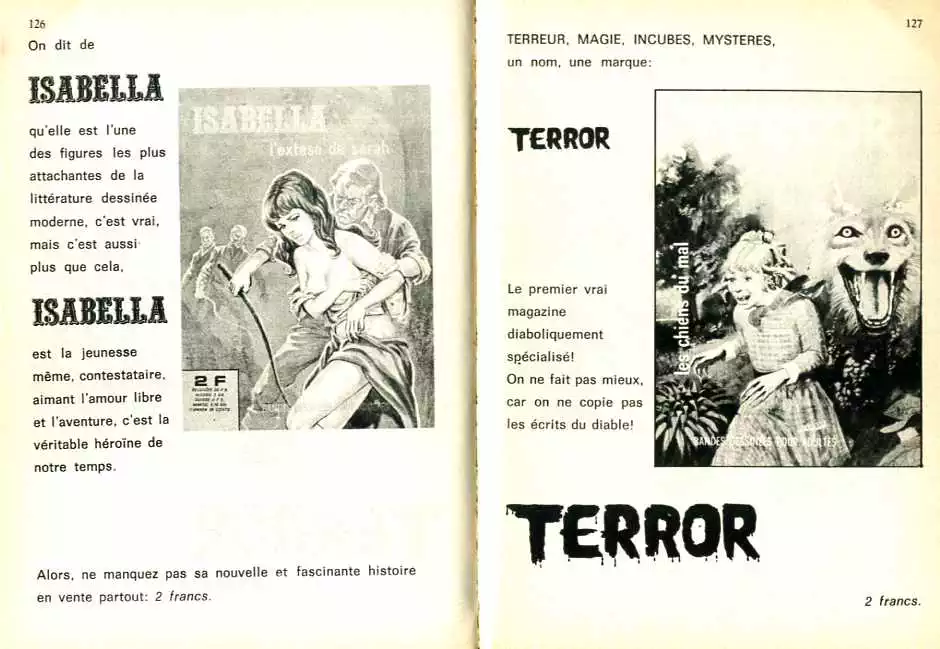 126
On dit de
ISABELLA
qu'elle est l'une
des figures les plus
attachantes de la
littérature dessinée
moderne, c'est vrai,
mais c'est aussi
plus que cela,
ISABELLA
est la jeunesse
même, contestataire,
aimant l'amour libre
et l'aventure, c'est la
véritable héroïne de
notre temps.
ISABELLA
l'extase de sarah
2 F
Alors, ne manquez pas sa nouvelle et fascinante histoire
en vente partout: 2 francs.
127
TERREUR, MAGIE, INCUBES, MYSTERES,
un nom, une marque:
TERROR
Le premier vrai
magazine
diaboliquement
spécialisé!
On ne fait pas mieux,
car on ne copie pas
les écrits du diable!
les chiens du mal
BANDES DESSINEES POUR ADULTES
TERROR
2 francs.